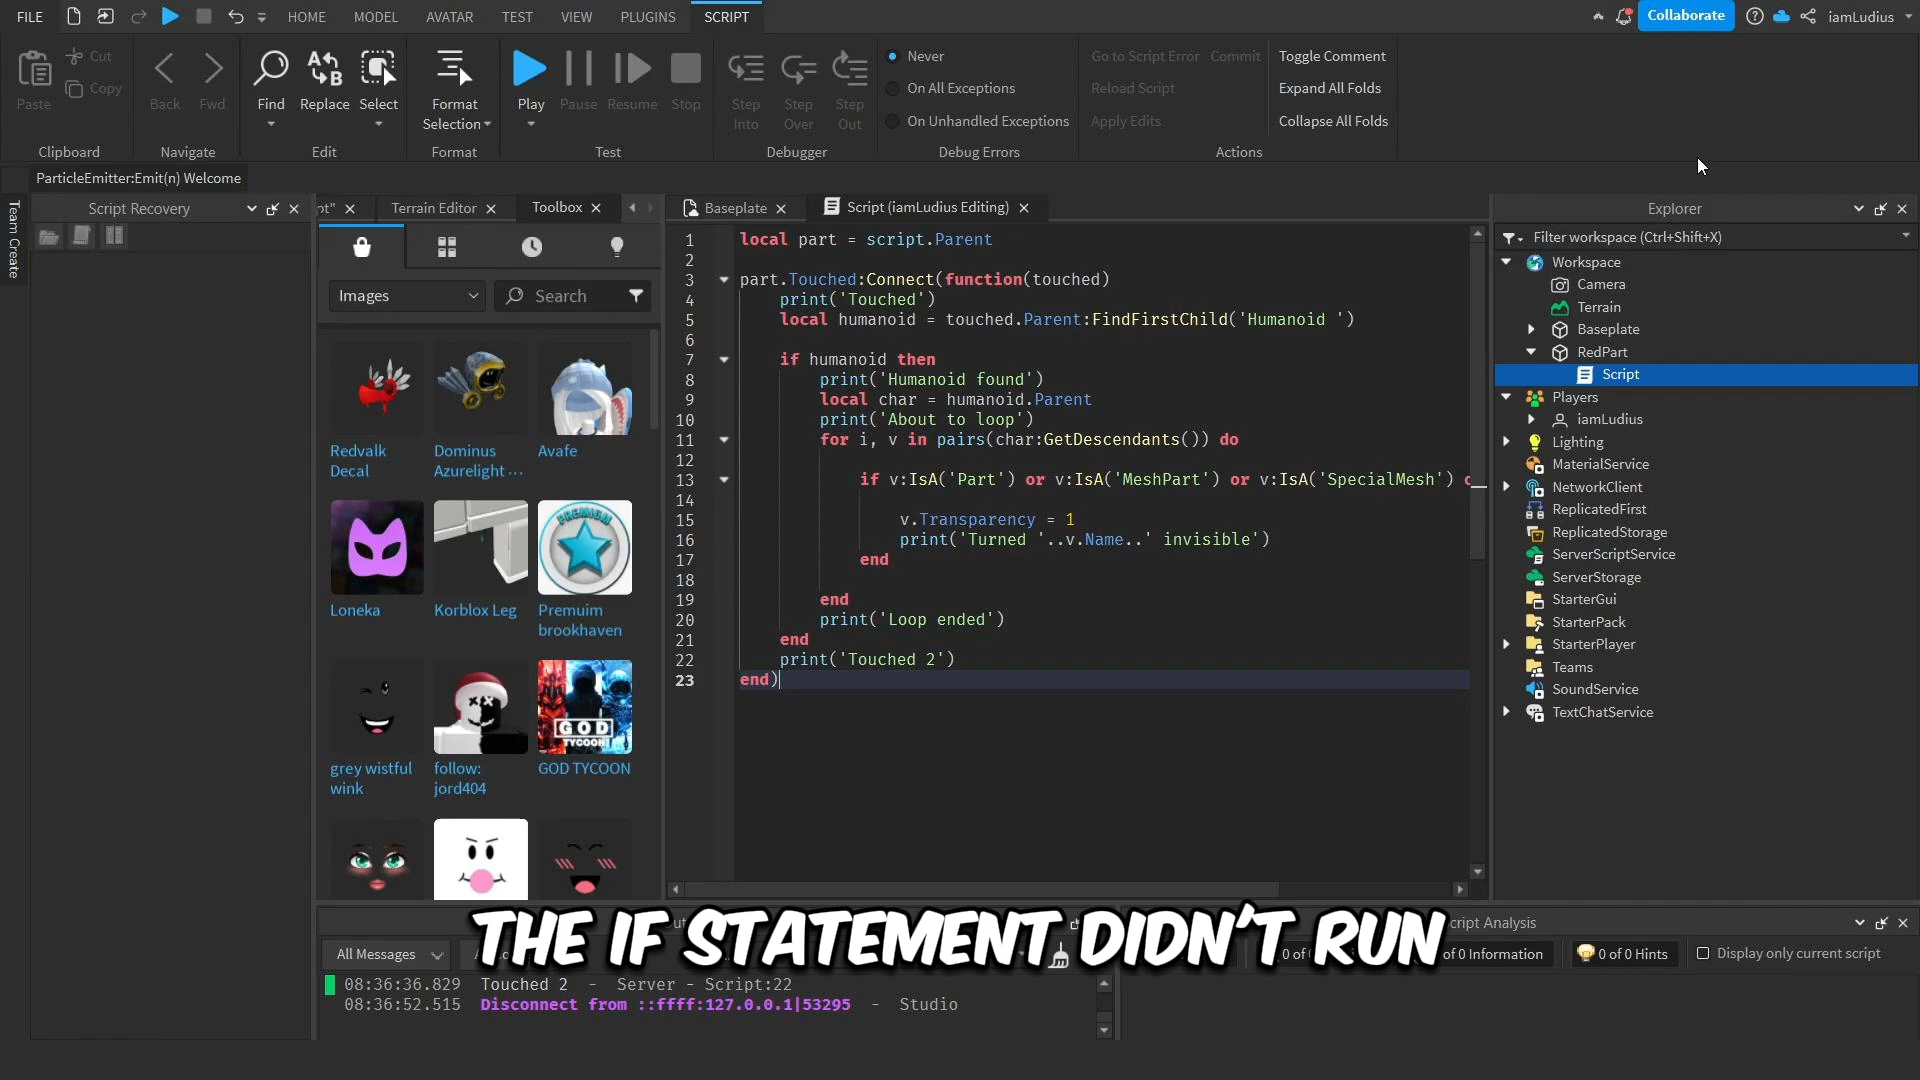 FILE HOME MODEL AVATAR TEST VIEW PLUGINS SCRIPT Collaborate iamLudius
Paste Cut Copy Back Fwd Find Replace Select Format Selection Play Pause Resume Stop Step Into Step Over Step Out
Never
On All Exceptions
On Unhandled Exceptions
Go to Script Error Commit
Reload Script
Apply Edits
Toggle Comment
Expand All Folds
Collapse All Folds
Clipboard Navigate Edit Format Test Debugger Debug Errors Actions
ParticleEmitter:Emit(n) Welcome
Team Create
Script Recovery
pt" Terrain Editor Toolbox
Images Search
Redvalk Decal
Dominus Azurelight ...
Avafe
Loneka
Korblox Leg
PREMIUM
Premuim brookhaven
grey wistful wink
follow: jord404
GOD TYCOON!
GOD TYCOON
Baseplate Script (iamLudius Editing)
1 local part = script.Parent
2
3 part.Touched:Connect(function(touched)
4 print('Touched')
5 local humanoid = touched.Parent:FindFirstChild('Humanoid ')
6
7 if humanoid then
8 print('Humanoid found')
9 local char = humanoid.Parent
10 print('About to loop')
11 for i, v in pairs(char:GetDescendants()) do
12
13 if v:IsA('Part') or v:IsA('MeshPart') or v:IsA('SpecialMesh')
14
15 v.Transparency = 1
16 print('Turned '..v.Name..' invisible')
17 end
18
19 end
20 print('Loop ended')
21 end
22 print('Touched 2')
23 end)
Explorer
Filter workspace (Ctrl+Shift+X)
Workspace
Camera
Terrain
Baseplate
RedPart
Script
Players
iamLudius
Lighting
MaterialService
NetworkClient
ReplicatedFirst
ReplicatedStorage
ServerScriptService
ServerStorage
StarterGui
StarterPack
StarterPlayer
Teams
SoundService
TextChatService
THE IF STATEMENT DIDN'T RUN
cript Analysis
All Messages
0 of
of 0 Information 0 of 0 Hints Display only current script
08:36:36.829 Touched 2 - Server - Script:22
08:36:52.515 Disconnect from ::ffff:127.0.0.1|53295 - Studio